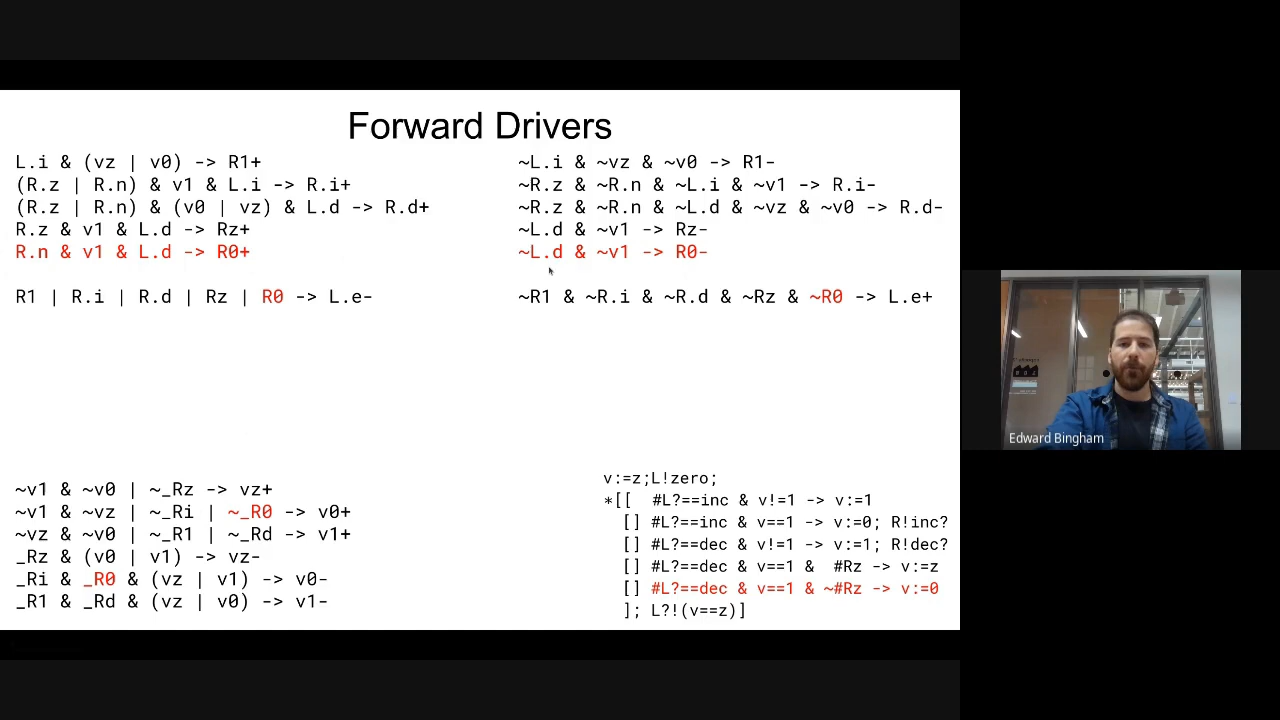 Forward Drivers
L.i & (vz | v0) -> R1+
(R.z | R.n) & v1 & L.i -> R.i+
(R.z | R.n) & (v0 | vz) & L.d -> R.d+
R.z & v1 & L.d -> Rz+
R.n & v1 & L.d -> R0+
R1 | R.i | R.d | Rz | R0 -> L.e-
~L.i & ~vz & ~v0 -> R1-
~R.z & ~R.n & ~L.i & ~v1 -> R.i-
~R.z & ~R.n & ~L.d & ~vz & ~v0 -> R.d-
~L.d & ~v1 -> Rz-
~L.d & ~v1 -> R0-
~R1 & ~R.i & ~R.d & ~Rz & ~R0 -> L.e+
~v1 & ~v0 | ~_Rz -> vz+
~v1 & ~vz | ~_Ri | ~_R0 -> v0+
~vz & ~v0 | ~_R1 | ~_Rd -> v1+
_Rz & (v0 | v1) -> vz-
_Ri & _R0 & (vz | v1) -> v0-
_R1 & _Rd & (vz | v0) -> v1-
v:=z;L!zero;
*[[ #L?==inc & v!=1 -> v:=1
[] #L?==inc & v==1 -> v:=0; R!inc?
[] #L?==dec & v!=1 -> v:=1; R!dec?
[] #L?==dec & v==1 & #Rz -> v:=z
[] #L?==dec & v==1 & ~#Rz -> v:=0
]; L?!(v==z)]
Edward Bingham